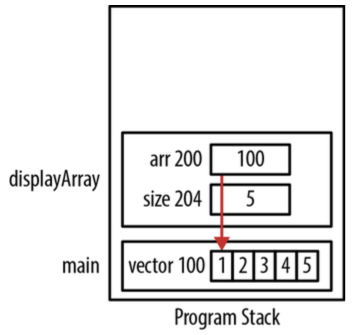 arr 200 100
displayArray
size 204 5
main vector 100 1 2 3 4 5
Program Stack